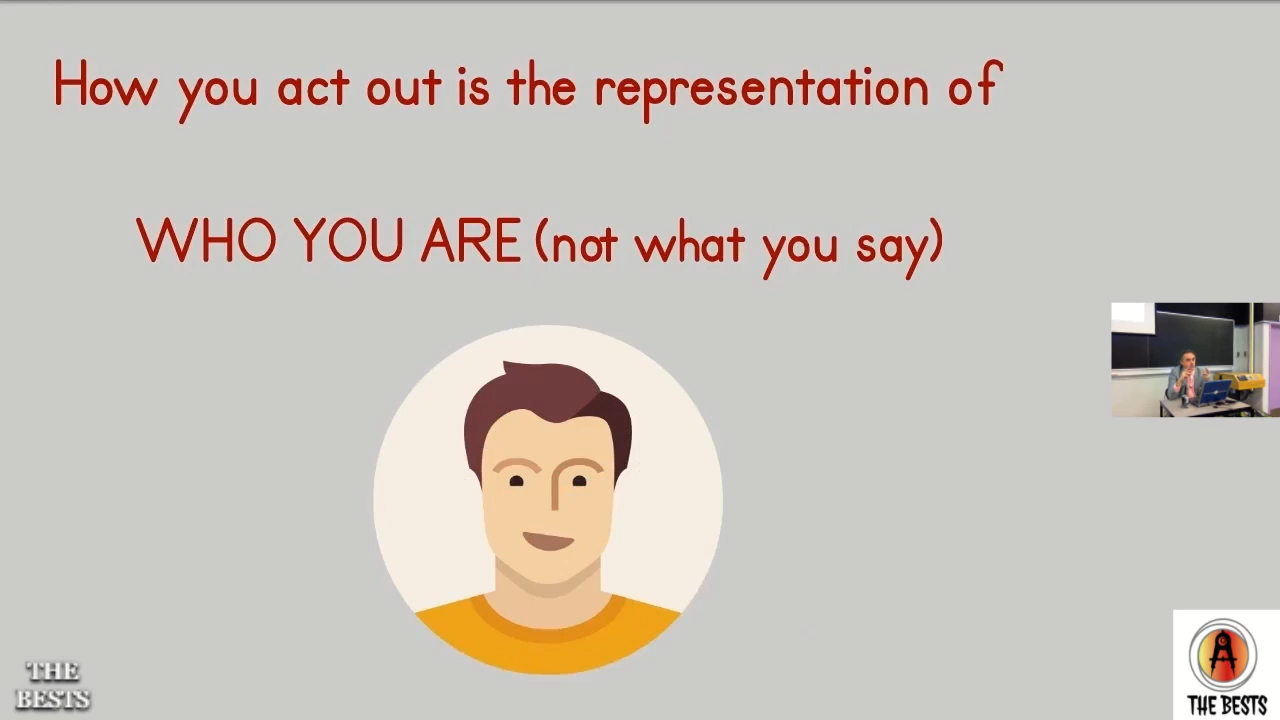 How you act out is the representation of
WHO YOU ARE (not what you say)
THE
BESTS
A
THE BESTS